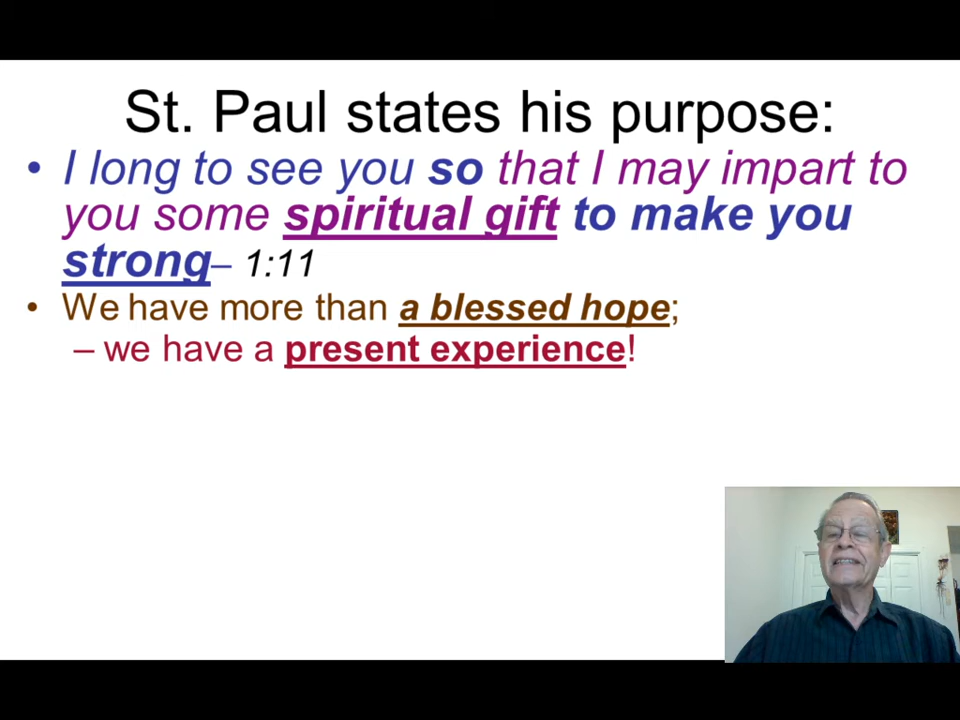 St. Paul states his purpose:
• I long to see you so that I may impart to
you some spiritual gift to make you
strong– 1:11
• We have more than a blessed hope;
– we have a present experience!